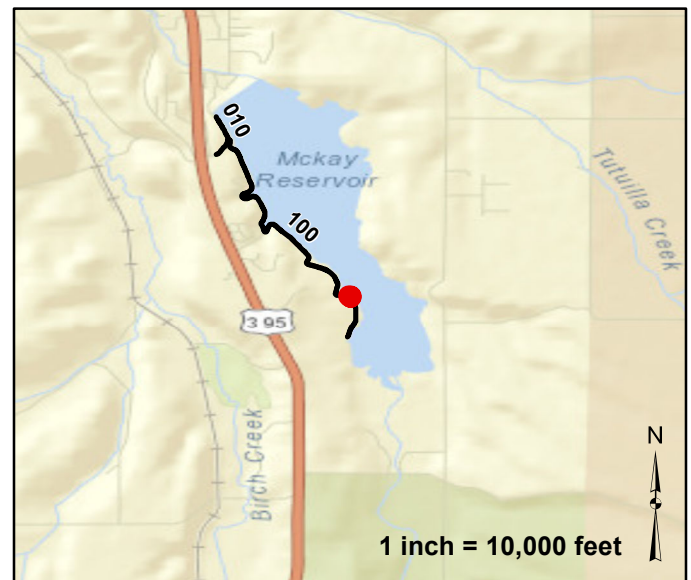 010
Mckay
Reservoir
Tutuilla Creek
100
395
Birch Creek
N
1 inch = 10,000 feet